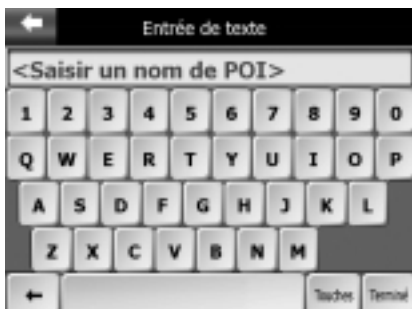 Entrée de texte
<Saisir un nom de POI>
1 2 3 4 5 6 7 8 9 0
Q W E R T Y U I O P
A S D F G H J K L
Z X C V B N M
Touches Terminé